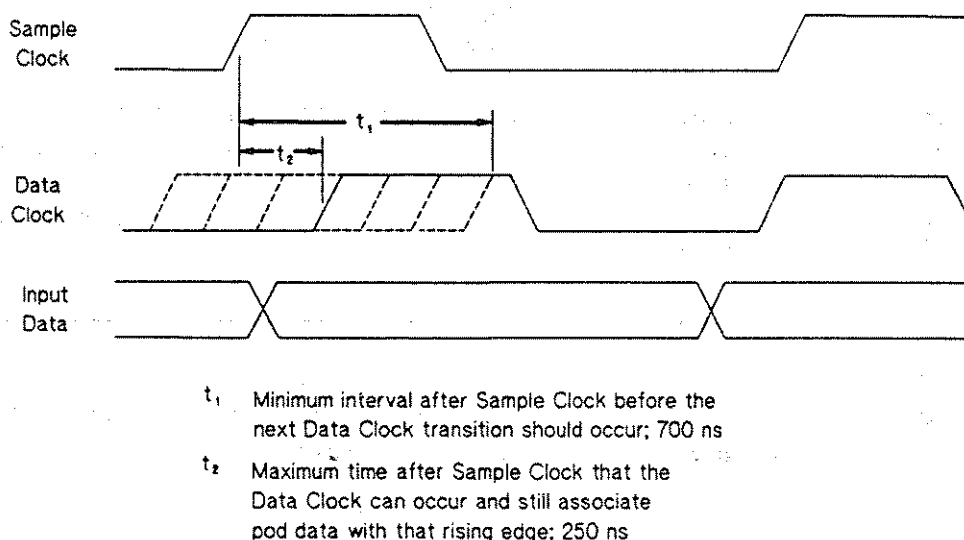 Sample
Clock
t₁
t₂
Data
Clock
Input
Data
t₁ Minimum interval after Sample Clock before the
next Data Clock transition should occur; 700 ns
t₂ Maximum time after Sample Clock that the
Data Clock can occur and still associate
pod data with that rising edge: 250 ns